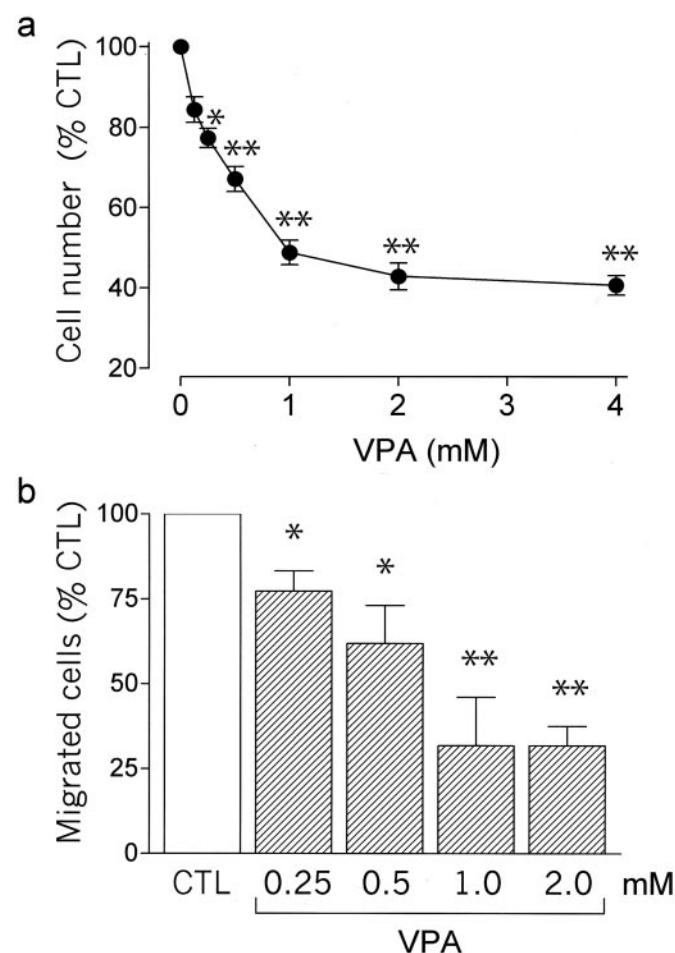 a
Cell number (% CTL)
100
80
60
40
20
*
**
**
**
**
0 1 2 3 4
VPA (mM)
b
Migrated cells (% CTL)
100
75
50
25
0
*
*
**
**
CTL 0.25 0.5 1.0 2.0 mM
VPA